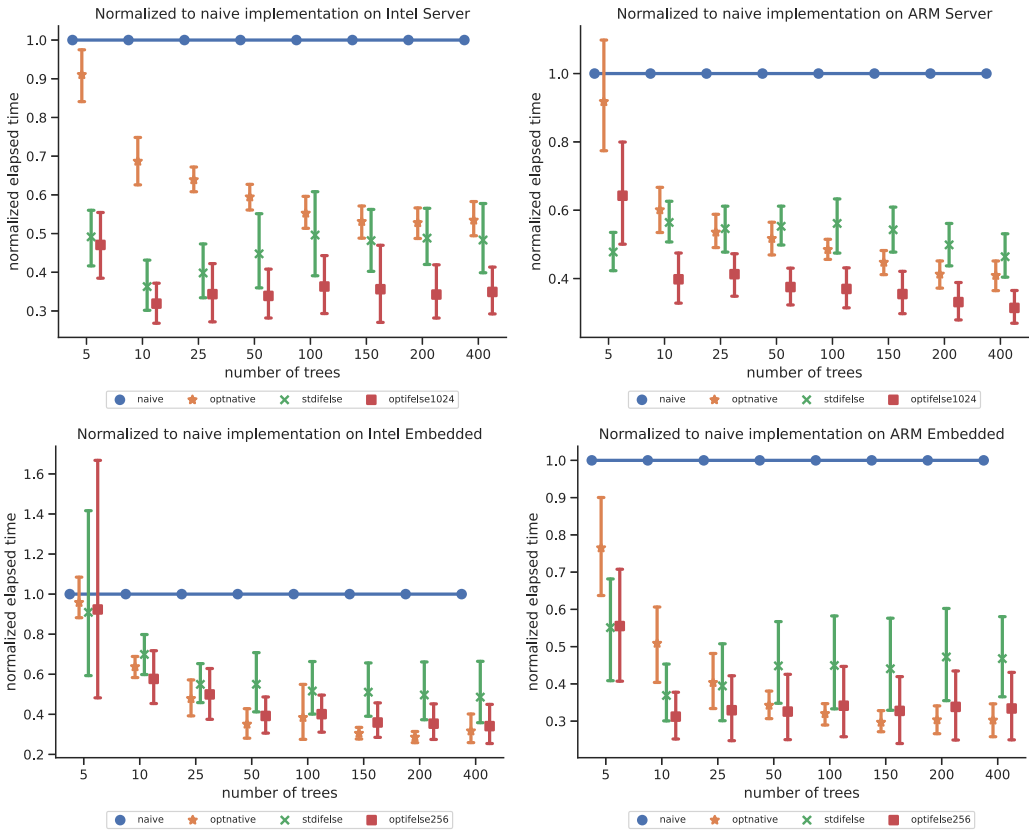 Normalized to naive implementation on Intel Server
normalized elapsed time
1.0
0.9
0.8
0.7
0.6
0.5
0.4
0.3
5 10 25 50 100 150 200 400
number of trees
naive optnative stdifelse optifelse1024
Normalized to naive implementation on ARM Server
normalized elapsed time
1.0
0.8
0.6
0.4
5 10 25 50 100 150 200 400
number of trees
naive optnative stdifelse optifelse1024
Normalized to naive implementation on Intel Embedded
normalized elapsed time
1.6
1.4
1.2
1.0
0.8
0.6
0.4
0.2
5 10 25 50 100 150 200 400
number of trees
naive optnative stdifelse optifelse256
Normalized to naive implementation on ARM Embedded
normalized elapsed time
1.0
0.9
0.8
0.7
0.6
0.5
0.4
0.3
5 10 25 50 100 150 200 400
number of trees
naive optnative stdifelse optifelse256